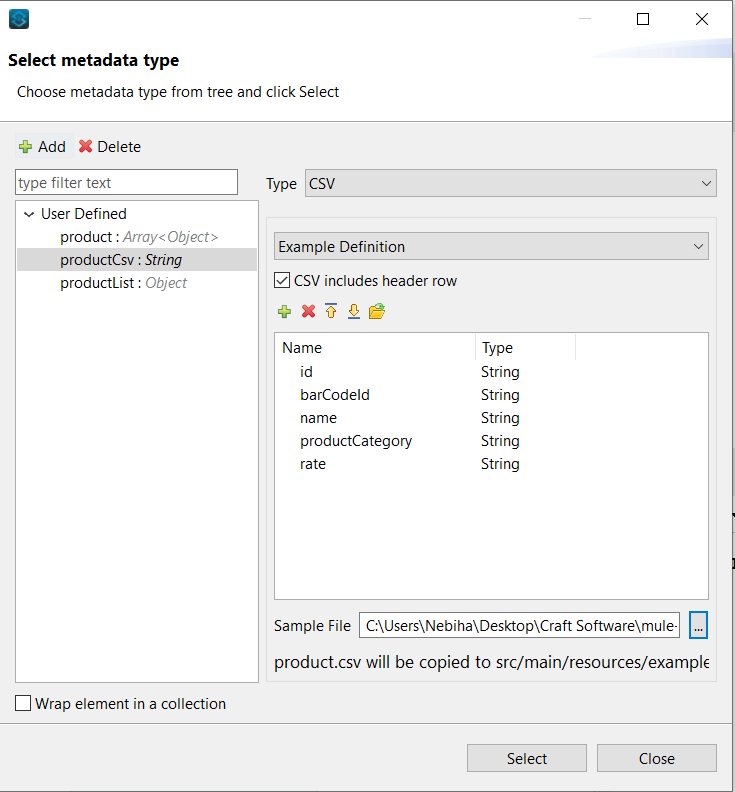 Select metadata type
Choose metadata type from tree and click Select
Add Delete
type filter text
Type CSV
User Defined
product : Array<Object>
productCsv : String
productList : Object
Example Definition
CSV includes header row
Name Type
id String
barCodeId String
name String
productCategory String
rate String
Sample File C:\Users\Nebiha\Desktop\Craft Software\mule- ...
product.csv will be copied to src/main/resources/example
Wrap element in a collection
Select Close